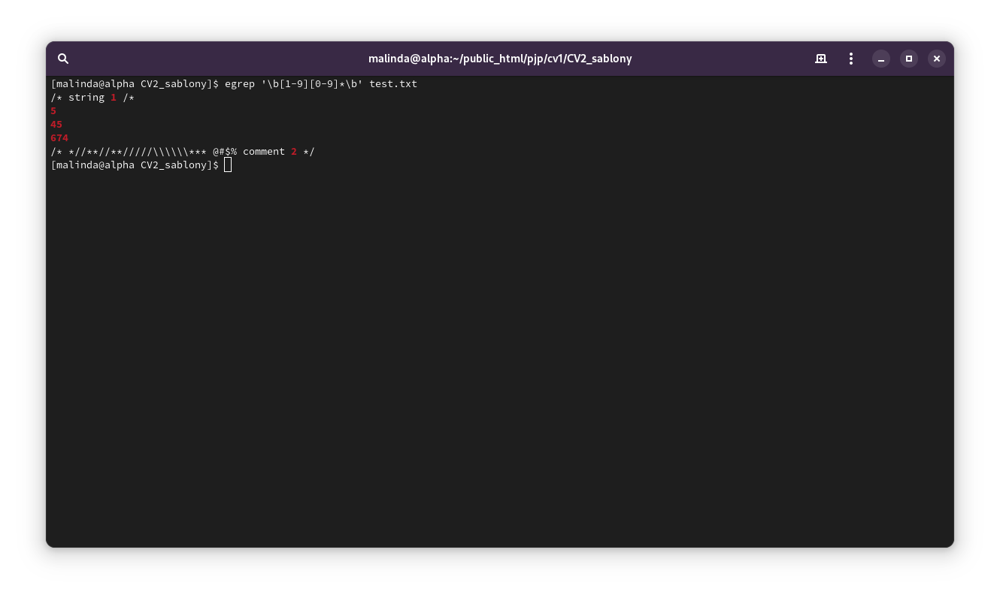 malinda@alpha:~/public_html/pjp/cv1/CV2_sablony
[malinda@alpha CV2_sablony]$ egrep '\b[1-9][0-9]*\b' test.txt
/* string 1 /*
5
45
674
/* *//**//**/////\\\\\\*** @#$% comment 2 */
[malinda@alpha CV2_sablony]$